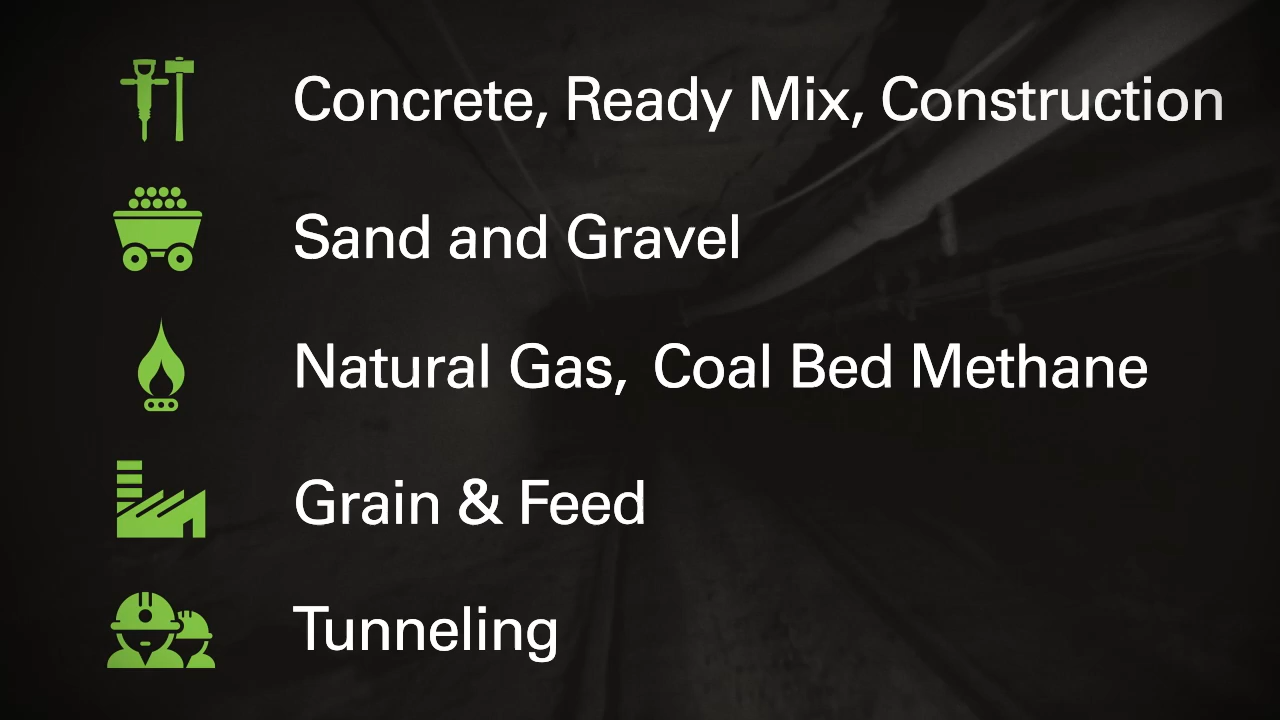 Concrete, Ready Mix, Construction
Sand and Gravel
Natural Gas, Coal Bed Methane
Grain & Feed
Tunneling